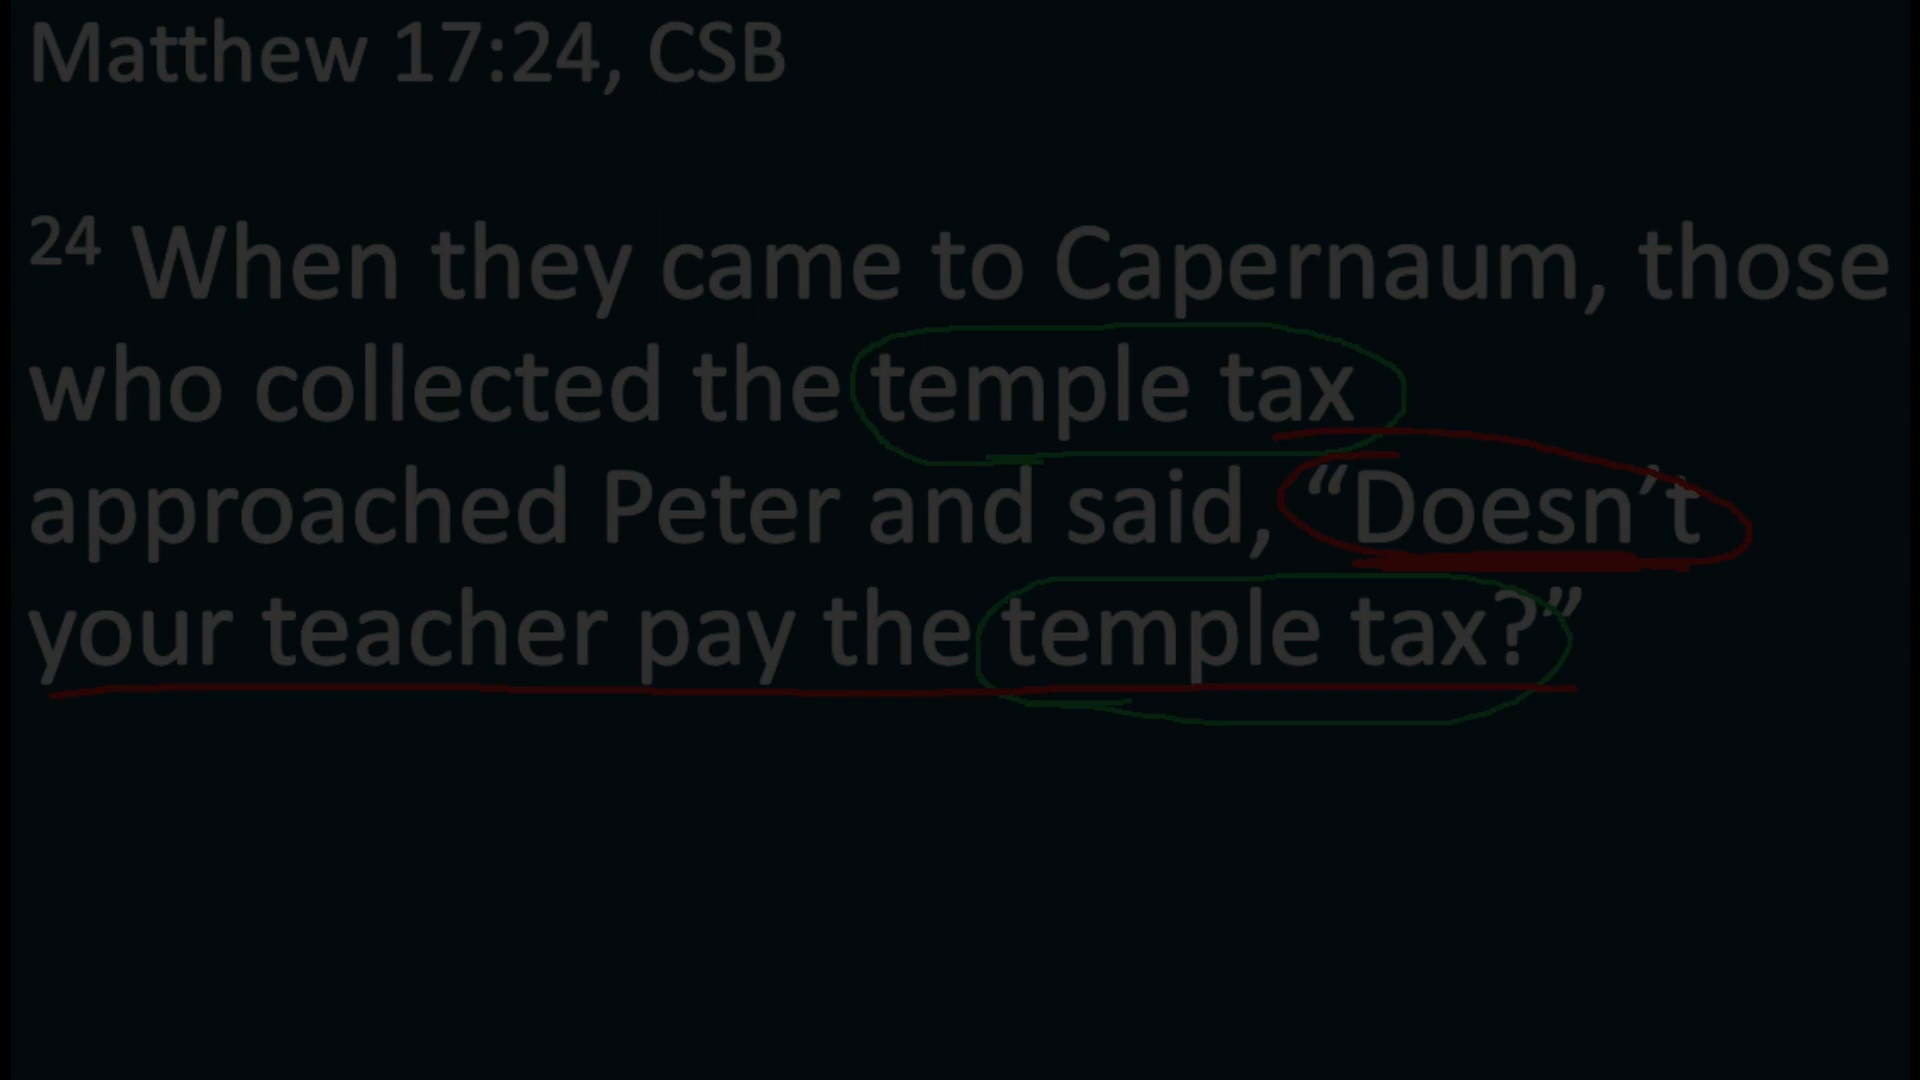 Matthew 17:24, CSB
24 When they came to Capernaum, those
who collected the temple tax
approached Peter and said, “Doesn’t
your teacher pay the temple tax?”